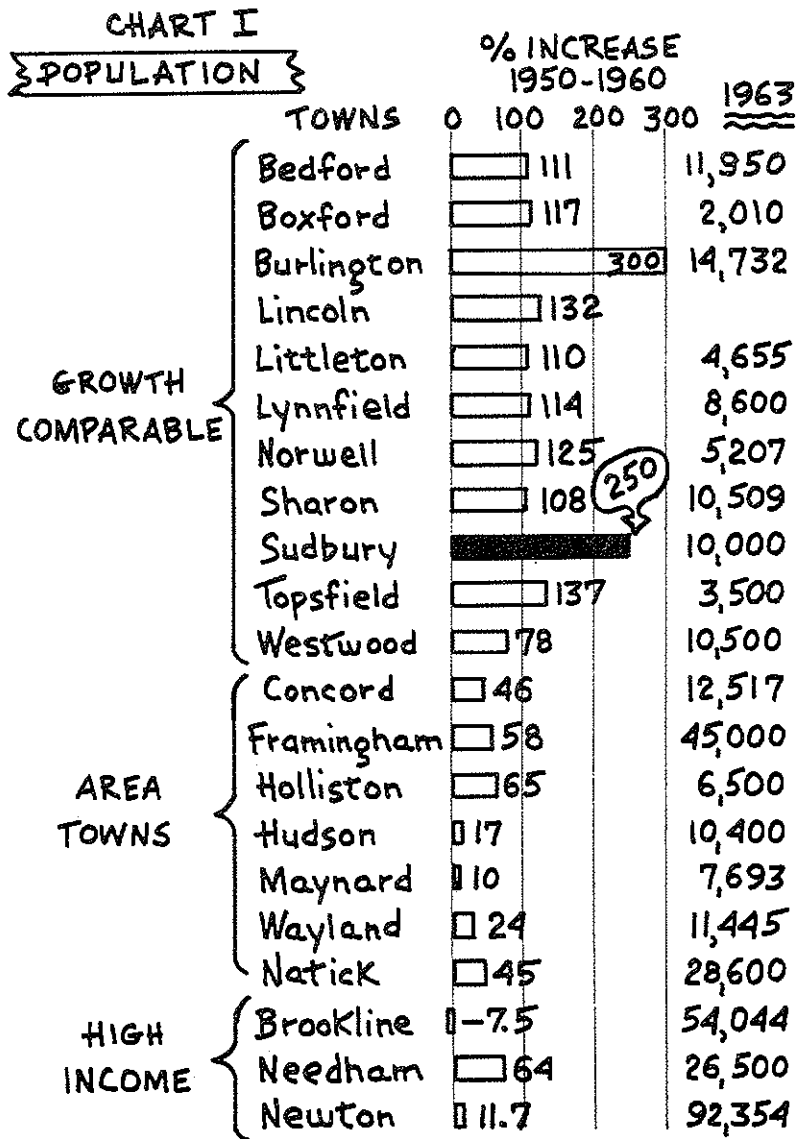 CHART I
POPULATION
% INCREASE
1950-1960
1963
TOWNS 0 100 200 300
GROWTH COMPARABLE
Bedford 111 11,950
Boxford 117 2,010
Burlington 300 14,732
Lincoln 132
Littleton 110 4,655
Lynnfield 114 8,600
Norwell 125 5,207
Sharon 108 10,509
Sudbury 250 10,000
Topsfield 137 3,500
Westwood 78 10,500
AREA TOWNS
Concord 46 12,517
Framingham 58 45,000
Holliston 65 6,500
Hudson 17 10,400
Maynard 10 7,693
Wayland 24 11,445
Natick 45 28,600
HIGH INCOME
Brookline -7.5 54,044
Needham 64 26,500
Newton 11.7 92,354